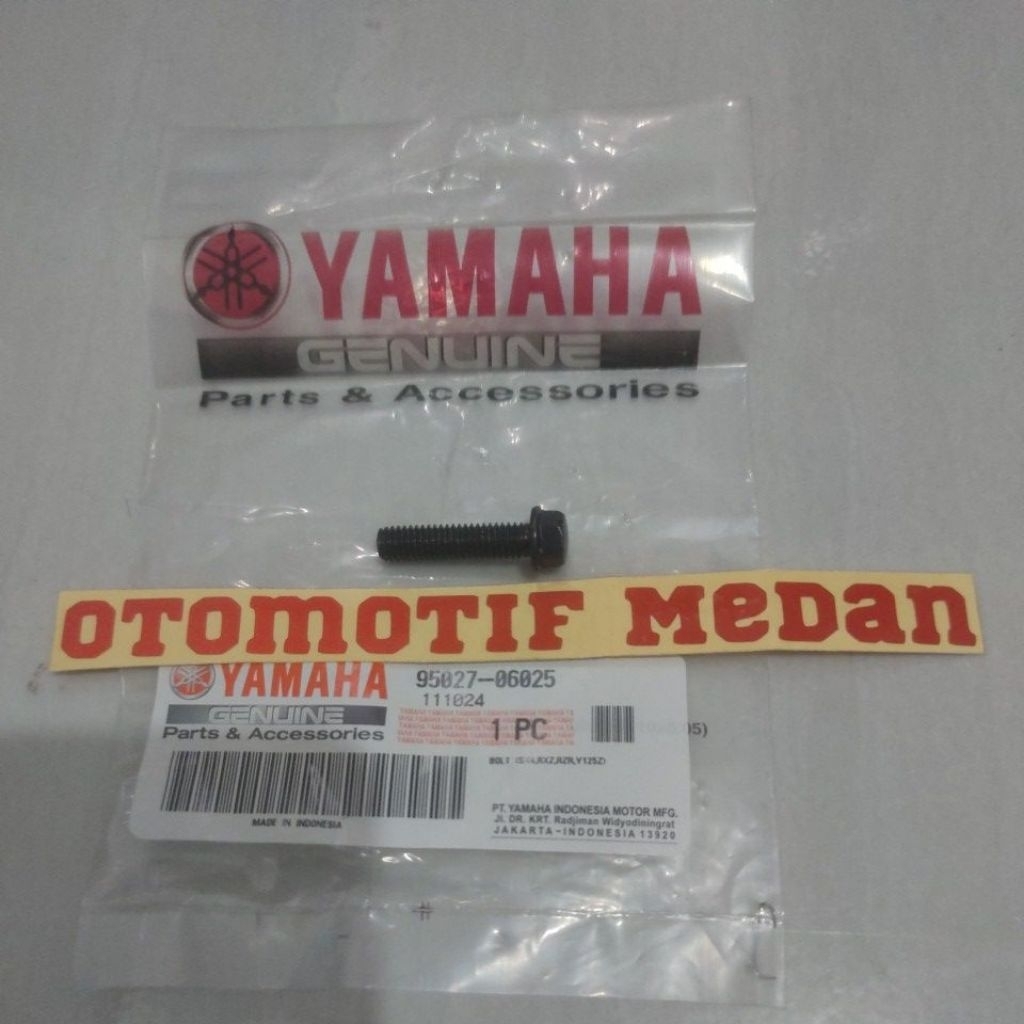 YAMAHA
GENUINE
Parts & Accessories
OTOMOTIF MEDAN
YAMAHA
GENUINE
Parts & Accessories
95027-06025
111024
1 PC
MADE IN INDONESIA
BOLT
PT. YAMAHA INDONESIA MOTOR MFG.
Jl. DR. KRT. Radjiman Widyodiningrat
JAKARTA-INDONESIA 13920